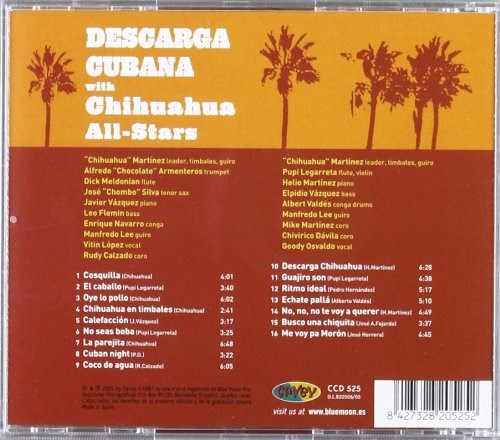 DESCARGA
CUBANA
with
Chihuahua
All-Stars
"Chihuahua" Martínez leader, timbales, guiro
Alfredo "Chocolate" Armenteros trumpet
Dick Meldonian flute
José "Chombo" Silva tenor sax
Javier Vázquez piano
Leo Flemin bass
Enrique Navarro conga
Manfredo Lee guiro
Vitin López vocal
Rudy Calzado coro
"Chihuahua" Martínez leader, timbales, guiro
Pupi Legarreta flute, violin
Helio Martínez piano
Elpidio Vázquez bass
Albert Valdés conga drums
Manfredo Lee guiro
Mike Martínez coro
Chivirico Dávila coro
Goody Osvaldo vocal
1 Cosquilla (Chihuahua) 4:01
2 El caballo (Pupi Legarreta) 3:40
3 Oye lo pollo (Chihuahua) 6:02
4 Chihuahua en timbales (Chihuahua) 2:41
5 Calefacción (J.Vázquez) 3:17
6 No seas boba (Pupi Legarreta) 3:25
7 La parejita (Chihuahua) 3:34
8 Cuban night (P.D.) 3:22
9 Coco de agua (R.Calzado) 6:05
10 Descarga Chihuahua (H.Martínez) 6:28
11 Guajiro son (Pupi Legarreta) 4:38
12 Ritmo ideal (Pedro Hernández) 5:17
13 Echate pallá (Alberto Valdés) 5:10
14 No, no, no te voy a querer (H.Martínez) 4:49
15 Busco una chiquita (José A.Fajardo) 3:16
16 Me voy pa Morón (José Herrera) 4:45
cavey
CCD 525
visit us at www.bluemoon.es
8 427328 205252